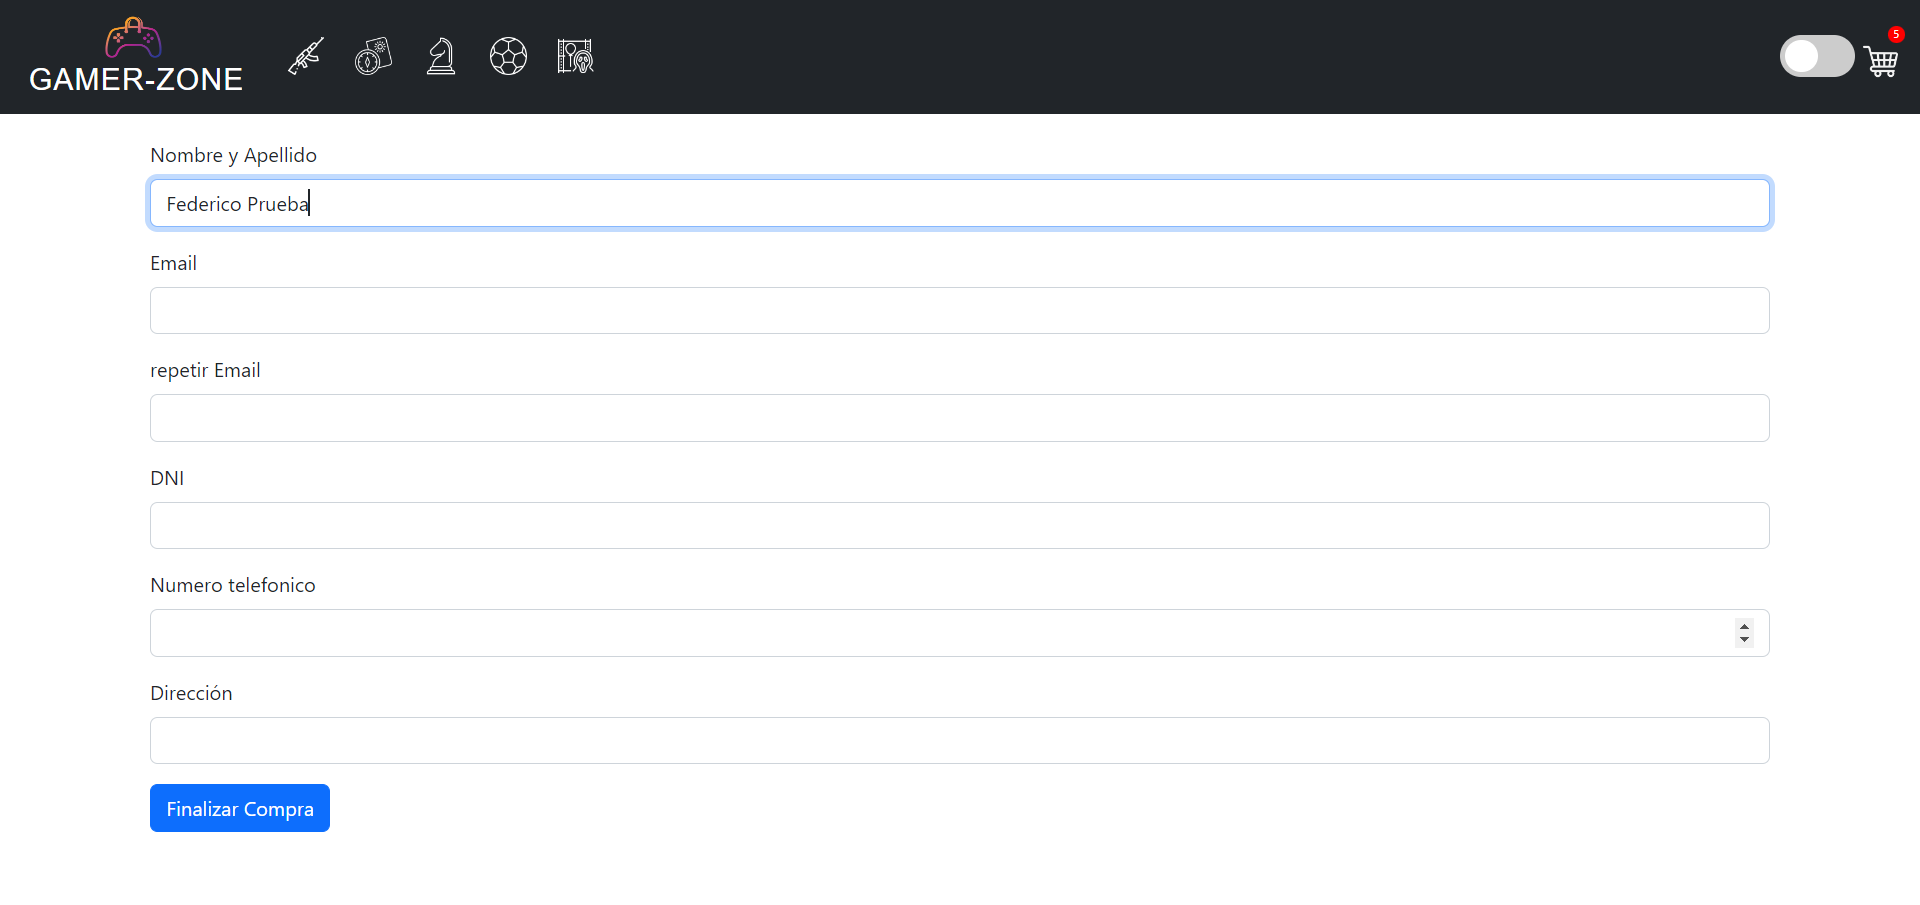 GAMER-ZONE
5
Nombre y Apellido
Federico Prueba
Email
repetir Email
DNI
Numero telefonico
Dirección
Finalizar Compra